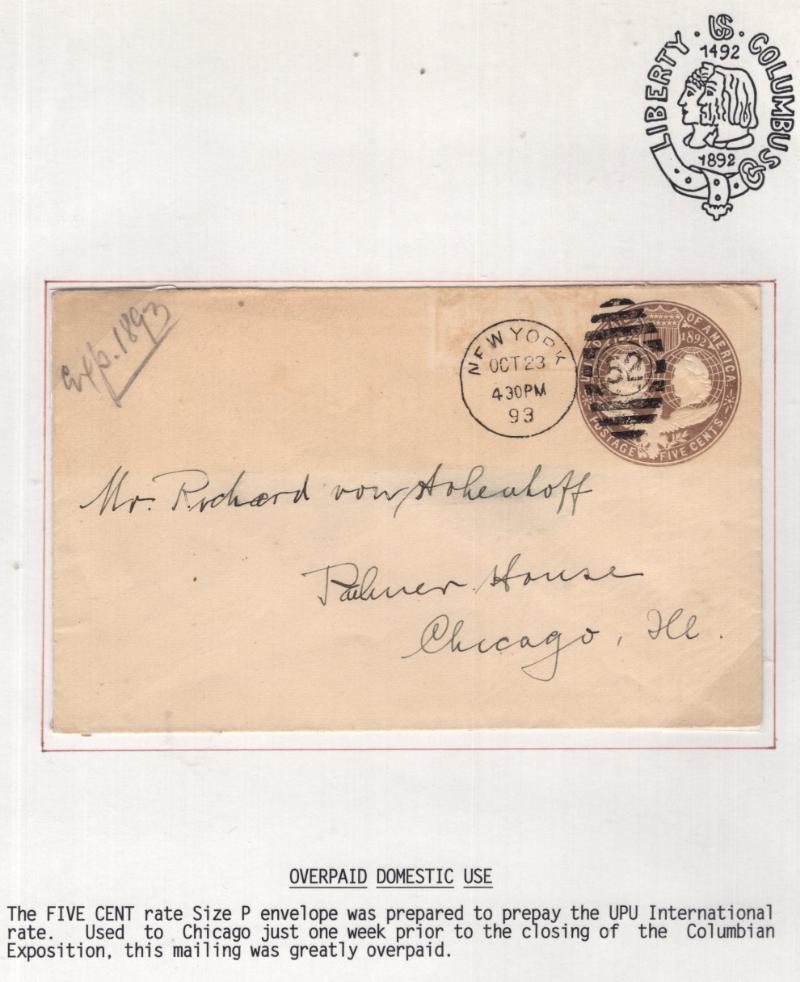 LIBERTY · US · COLUMBUS
1492
1892
Exp. 1893
NEW YORK
OCT 23
430PM
93
52
OF AMERICA
1892
POSTAGE FIVE CENTS
Mr. Richard von
Palmer House
Chicago, Ill.
OVERPAID DOMESTIC USE
The FIVE CENT rate Size P envelope was prepared to prepay the UPU International
rate. Used to Chicago just one week prior to the closing of the Columbian
Exposition, this mailing was greatly overpaid.